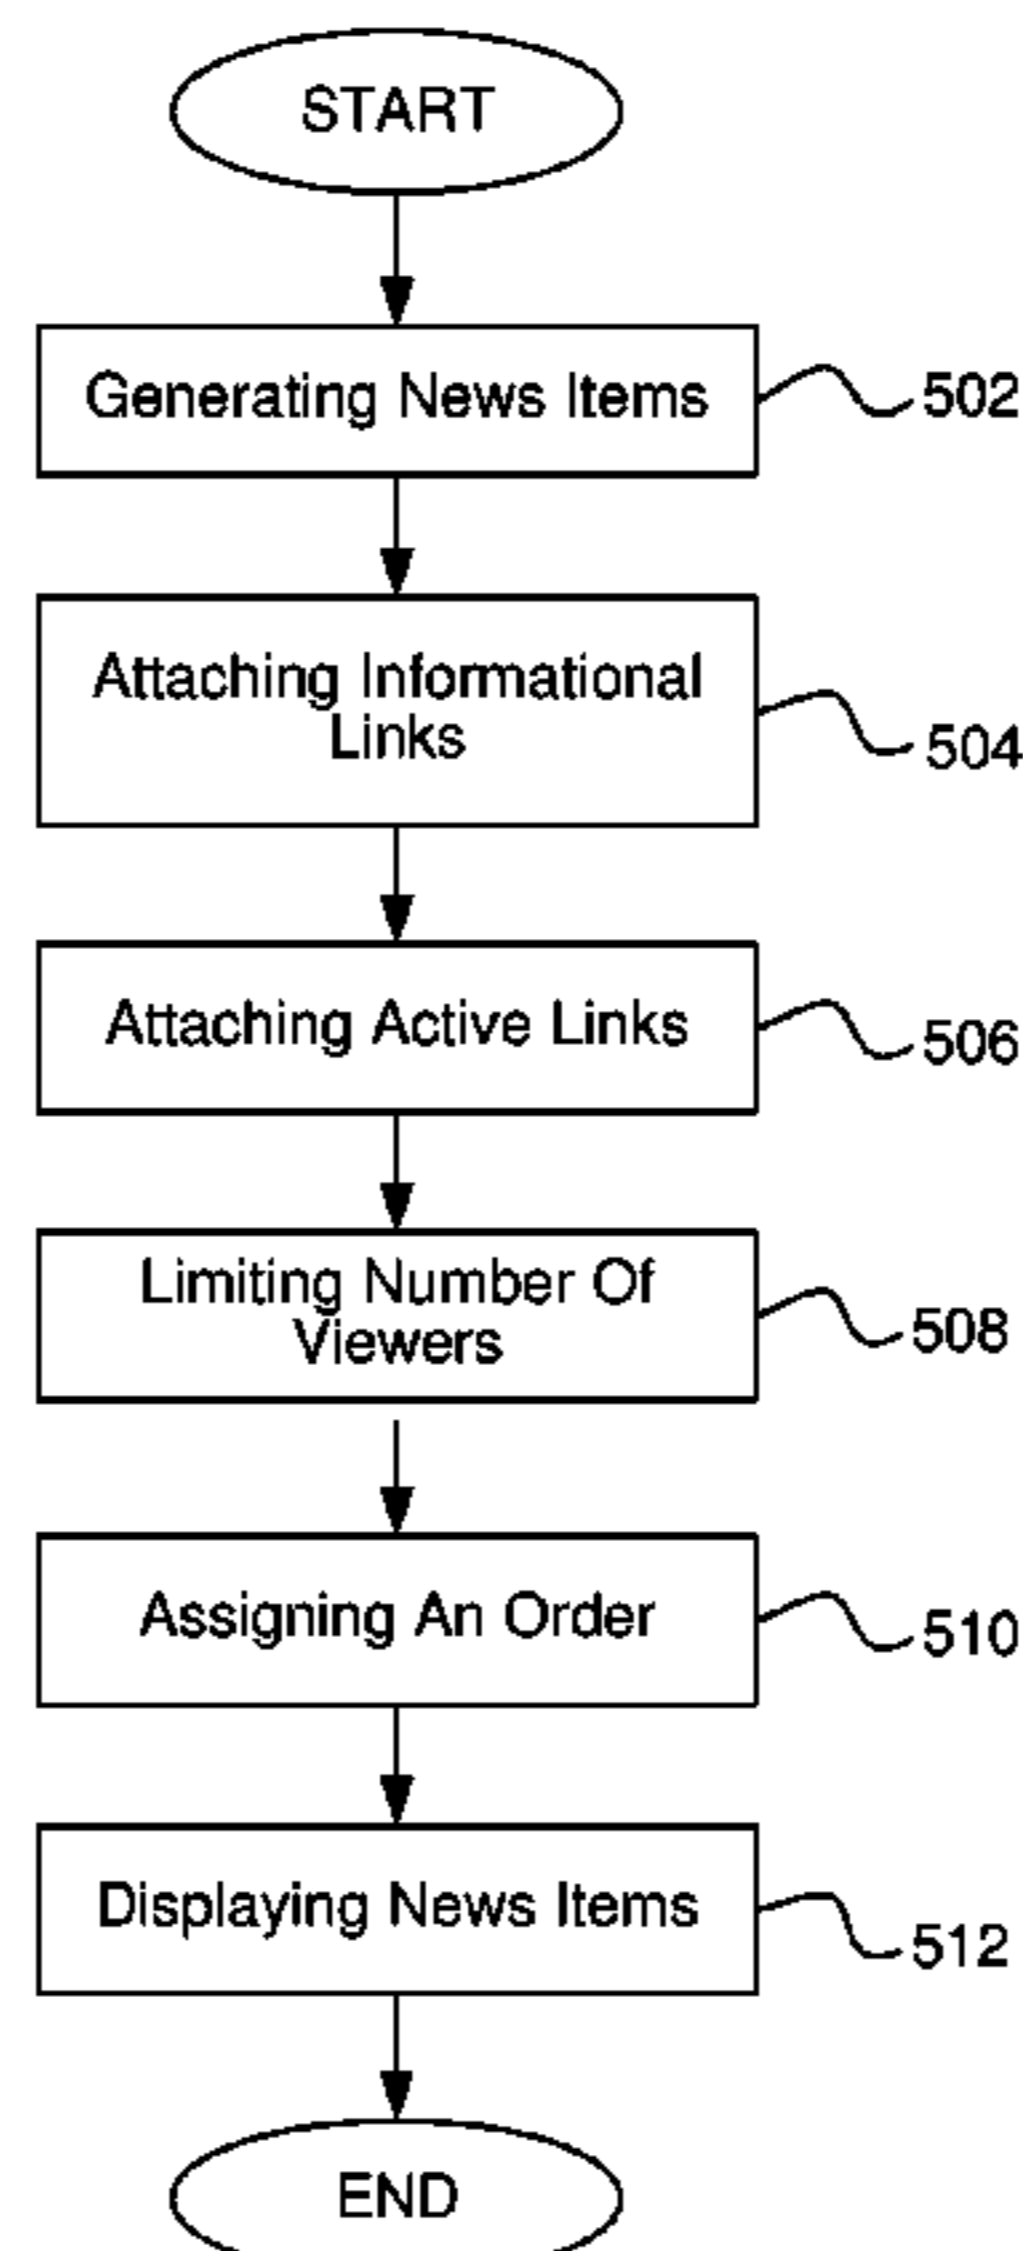 START
Generating News Items
502
Attaching Informational
Links
504
Attaching Active Links
506
Limiting Number Of
Viewers
508
Assigning An Order
510
Displaying News Items
512
END